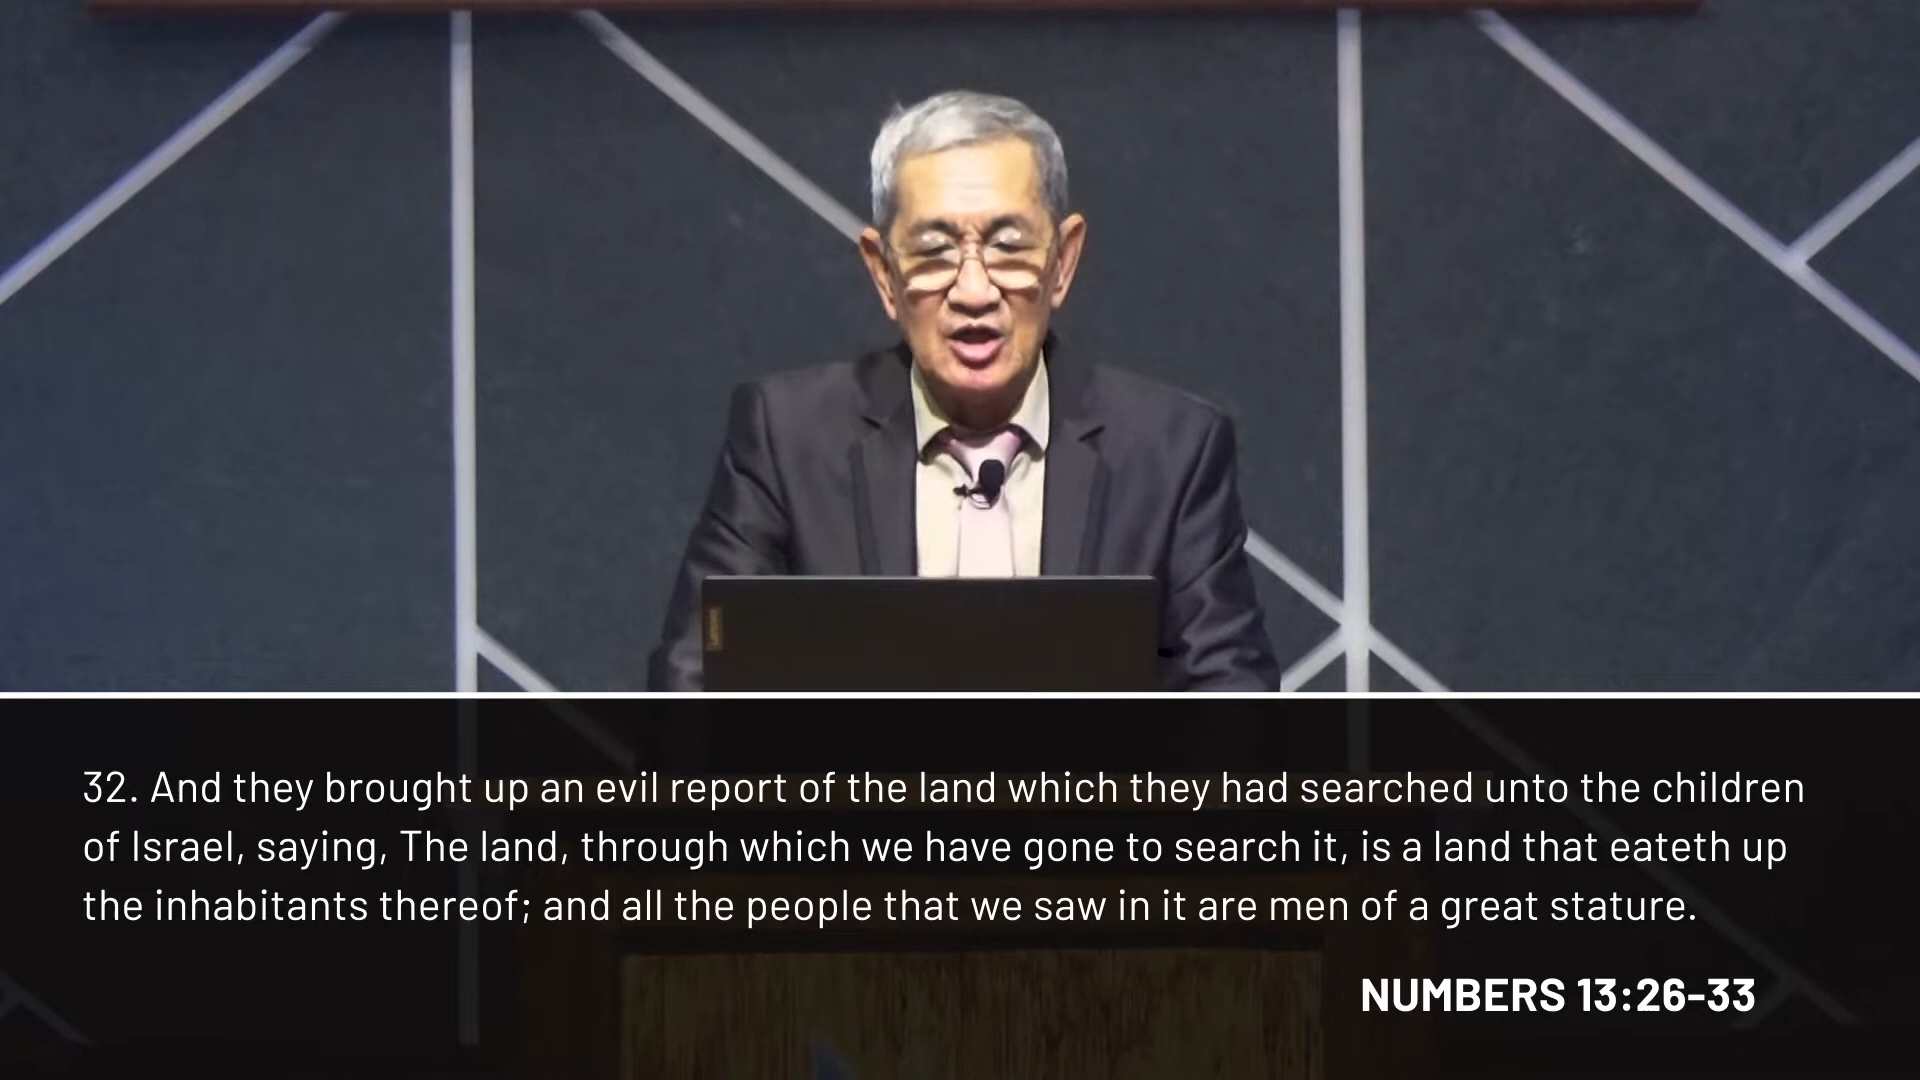 Lenovo
32. And they brought up an evil report of the land which they had searched unto the children
of Israel, saying, The land, through which we have gone to search it, is a land that eateth up
the inhabitants thereof; and all the people that we saw in it are men of a great stature.
NUMBERS 13:26-33